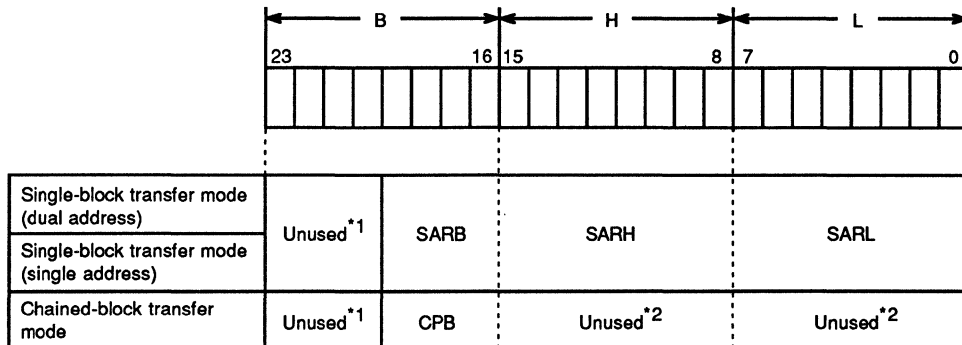 B H L
23 16 15 8 7 0
Single-block transfer mode
(dual address)
Unused*1 SARB SARH SARL
Single-block transfer mode
(single address)
Chained-block transfer
mode
Unused*1 CPB Unused*2 Unused*2